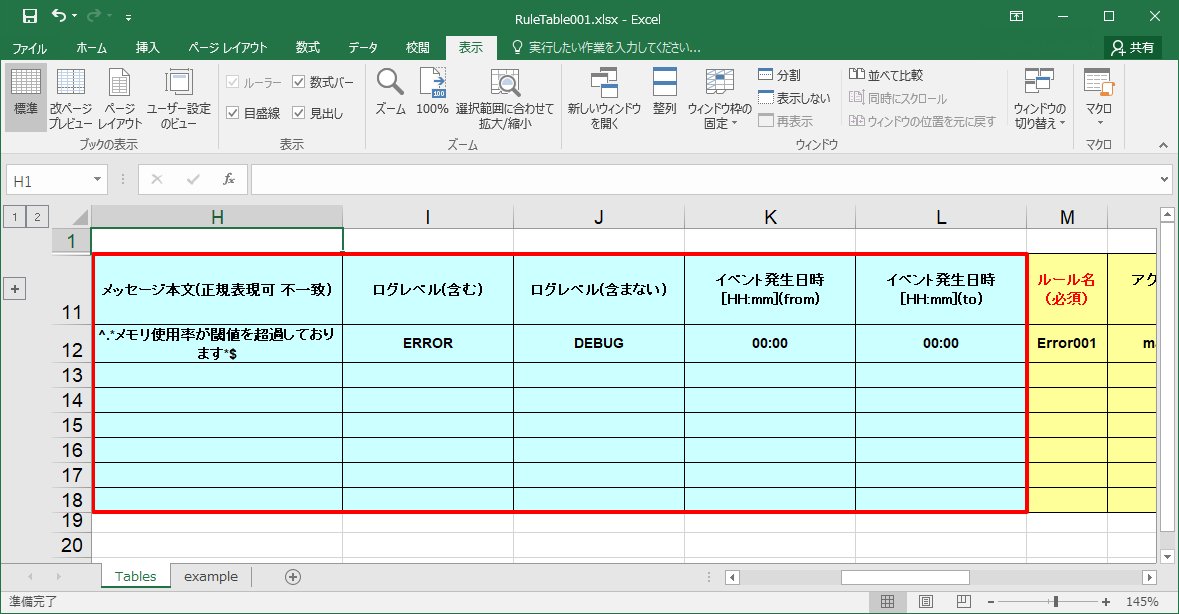 RuleTable001.xlsx - Excel
ファイル ホーム 挿入 ページ レイアウト 数式 データ 校閲 表示 実行したい作業を入力してください... 共有
標準 改ページ プレビュー ページ レイアウト ユーザー設定 のビュー
ルーラー 数式バー
目盛線 見出し
ズーム 100% 選択範囲に合わせて 拡大/縮小
100
新しいウィンドウ を開く 整列 ウィンドウ枠の 固定
分割
表示しない
再表示
並べて比較
同時にスクロール
ウィンドウの位置を元に戻す
ウィンドウの 切り替え マクロ
ブックの表示 表示 ズーム ウィンドウ マクロ
H1 fx
1 2 H I J K L M
1
11 メッセージ本文(正規表現可 不一致) ログレベル(含む) ログレベル(含まない) イベント発生日時 [HH:mm](from) イベント発生日時 [HH:mm](to) ルール名 (必須) アク
12 ^.*メモリ使用率が閾値を超過しており ます*$ ERROR DEBUG 00:00 00:00 Error001 m
13
14
15
16
17
18
19
20
Tables example
準備完了 145%